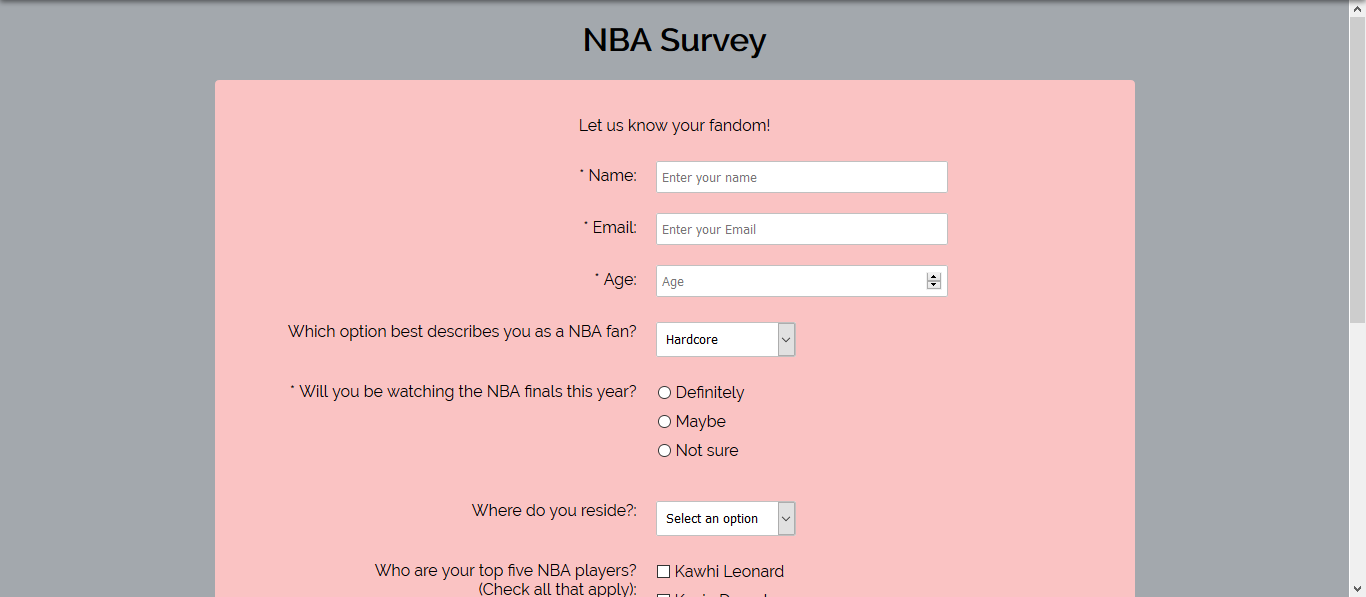 NBA Survey
Let us know your fandom!
* Name:
Enter your name
* Email:
Enter your Email
* Age:
Age
Which option best describes you as a NBA fan?
Hardcore
* Will you be watching the NBA finals this year?
Definitely
Maybe
Not sure
Where do you reside?:
Select an option
Who are your top five NBA players?
(Check all that apply):
Kawhi Leonard